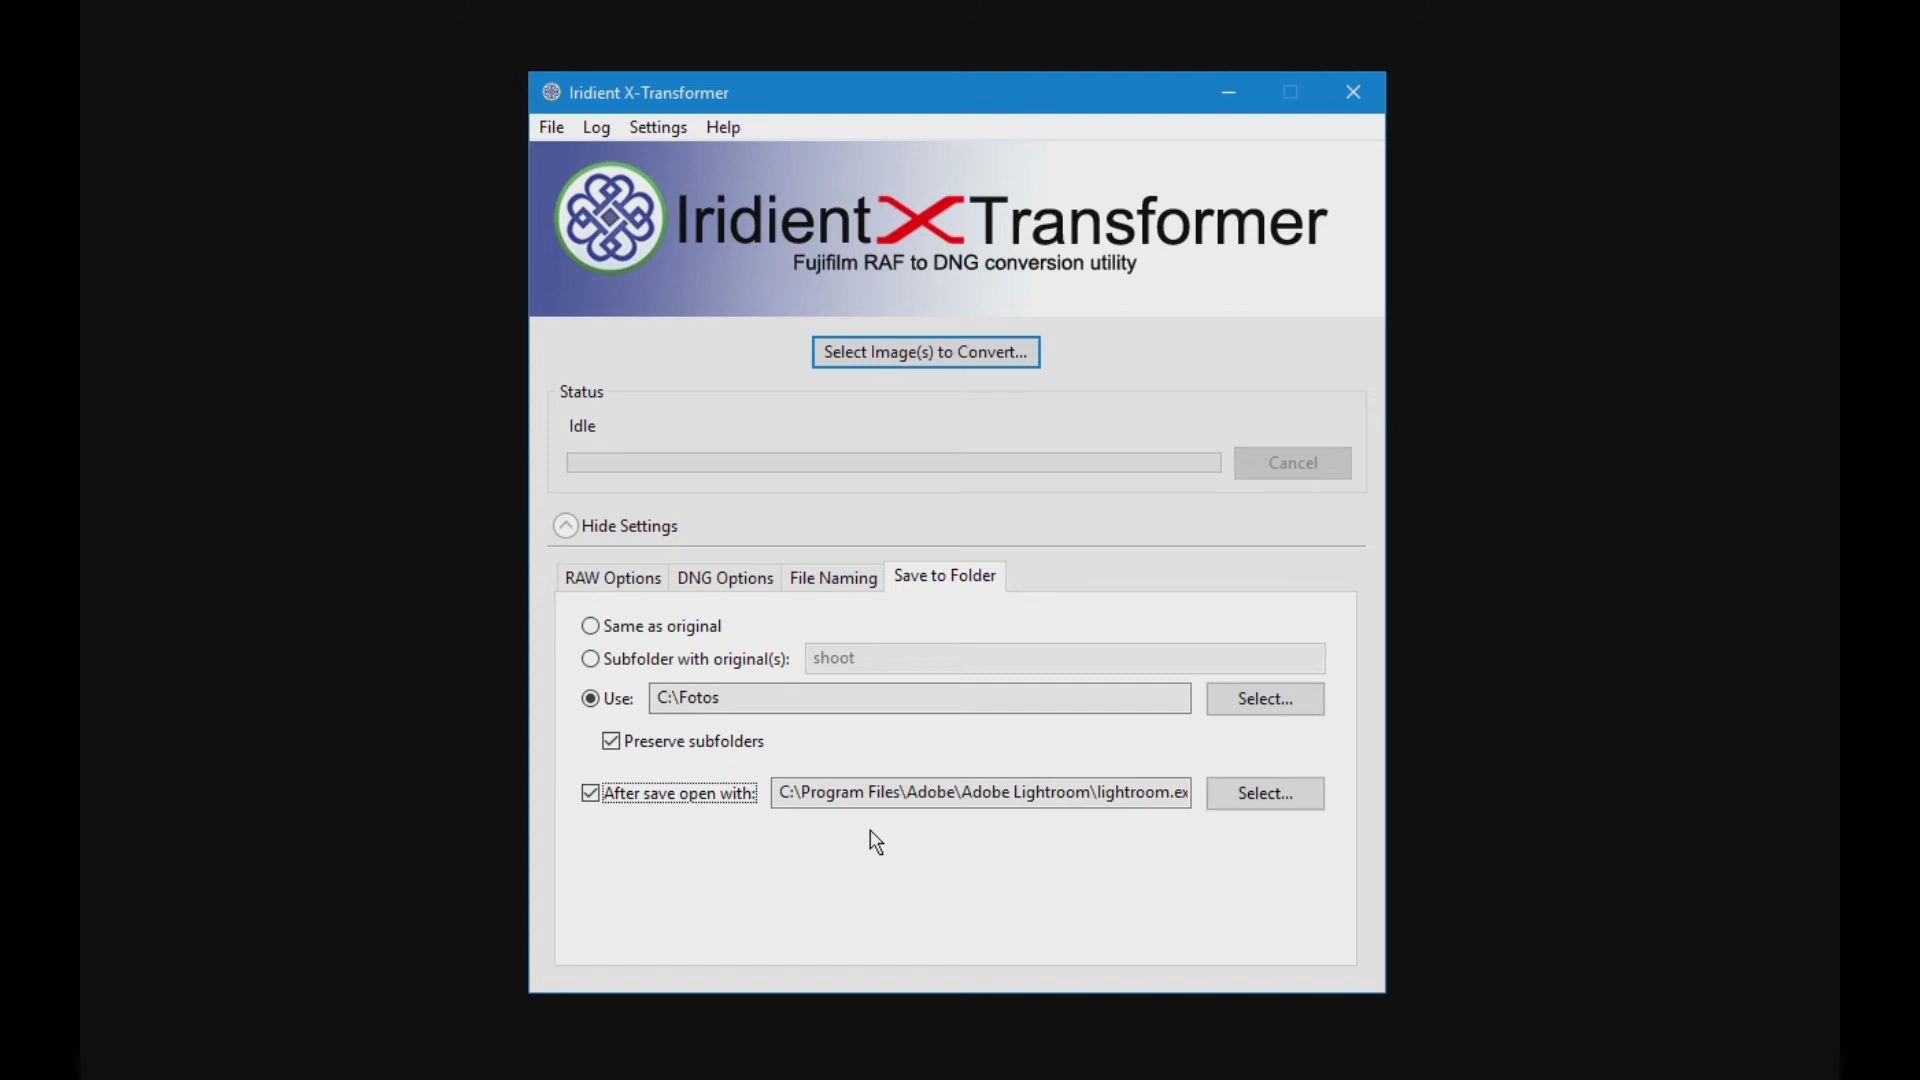 Iridient X-Transformer
File Log Settings Help
Iridient X Transformer
Fujifilm RAF to DNG conversion utility
Select Image(s) to Convert...
Status
Idle
Cancel
Hide Settings
RAW Options DNG Options File Naming Save to Folder
Same as original
Subfolder with original(s): shoot
Use: C:\Fotos Select...
Preserve subfolders
After save open with: C:\Program Files\Adobe\Adobe Lightroom\lightroom.ex Select...